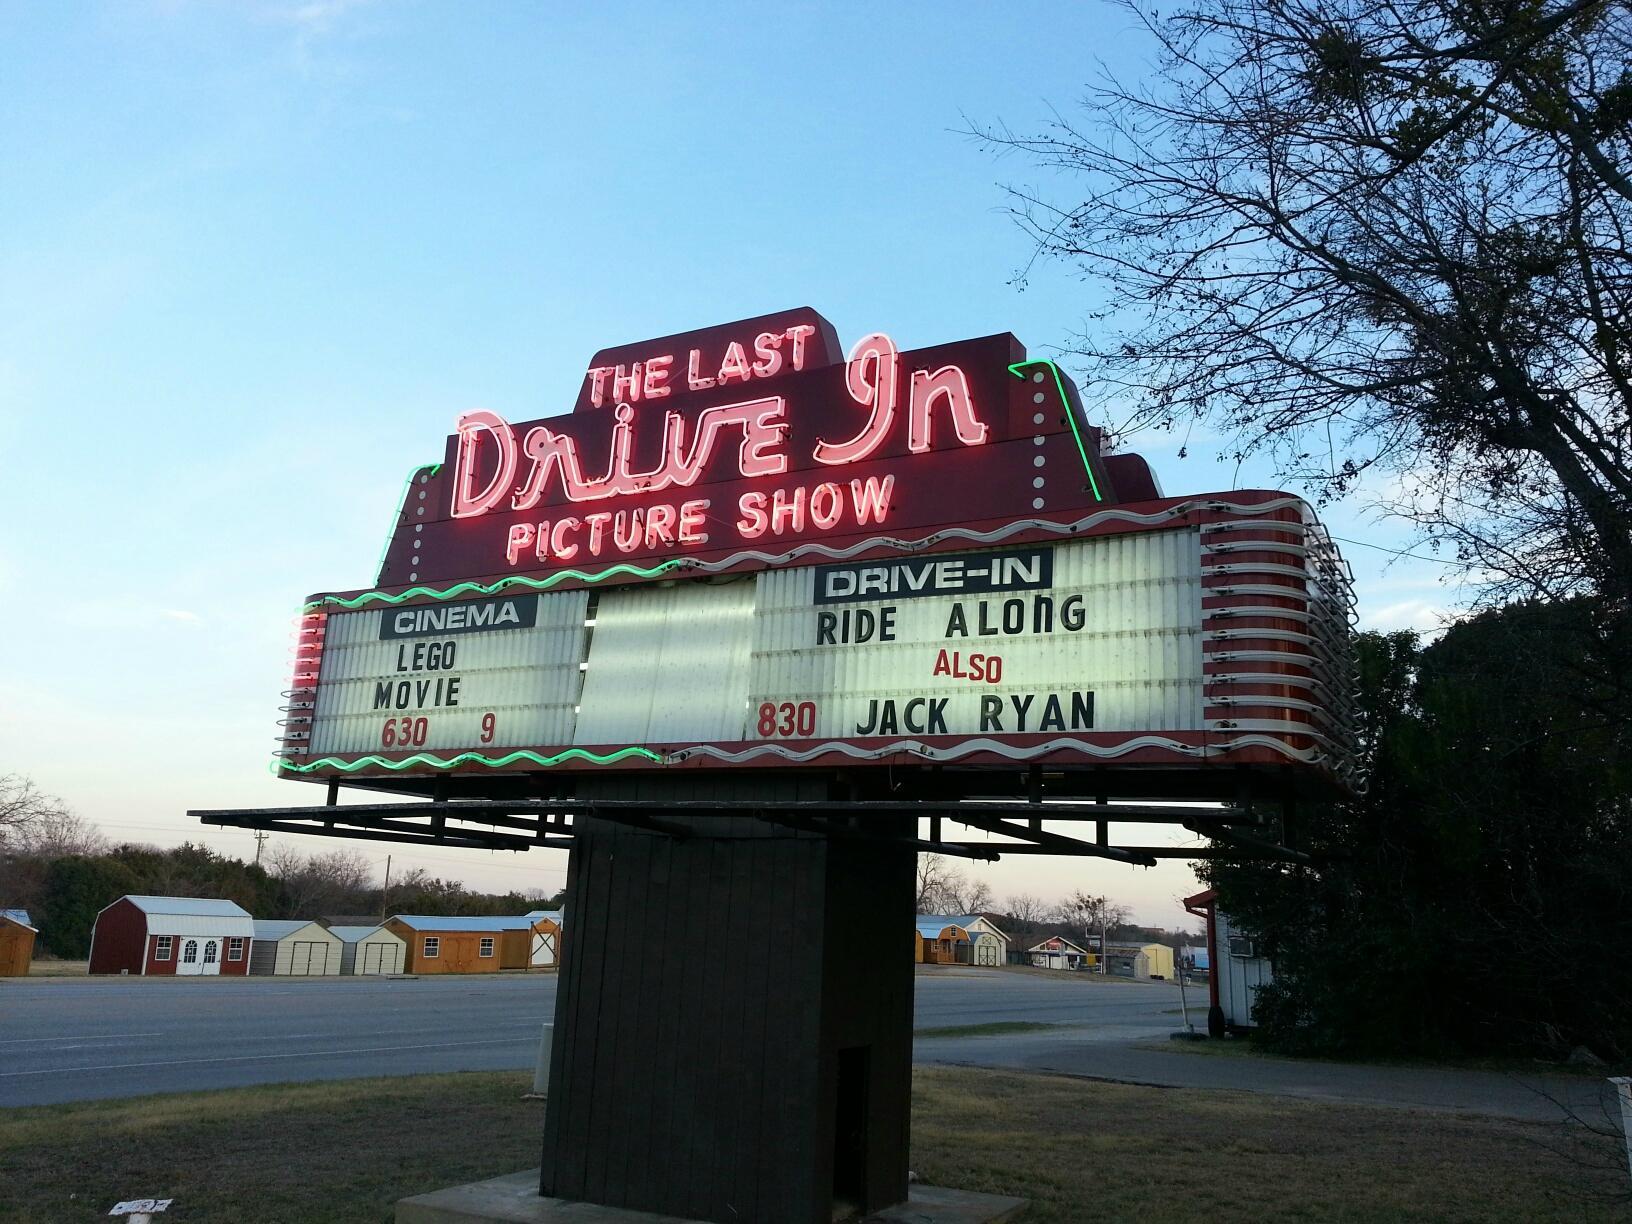 THE LAST
Drive In
PICTURE SHOW
CINEMA
LEGO
MOVIE
630 9
DRIVE-IN
RIDE ALONG
ALSO
830 JACK RYAN